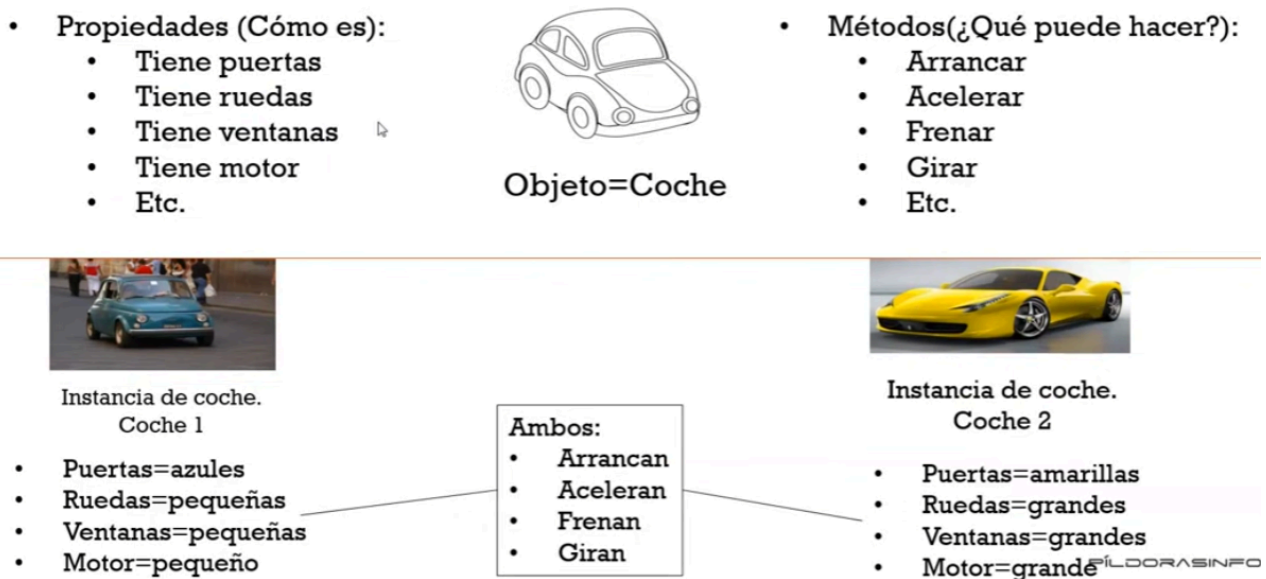 • Propiedades (Cómo es):
• Tiene puertas
• Tiene ruedas
• Tiene ventanas
• Tiene motor
• Etc.
Objeto=Coche
• Métodos(¿Qué puede hacer?):
• Arrancar
• Acelerar
• Frenar
• Girar
• Etc.
Instancia de coche.
Coche 1
• Puertas=azules
• Ruedas=pequeñas
• Ventanas=pequeñas
• Motor=pequeño
Ambos:
• Arrancan
• Aceleran
• Frenan
• Giran
Instancia de coche.
Coche 2
• Puertas=amarillas
• Ruedas=grandes
• Ventanas=grandes
• Motor=grande
PÍLDORASINFO